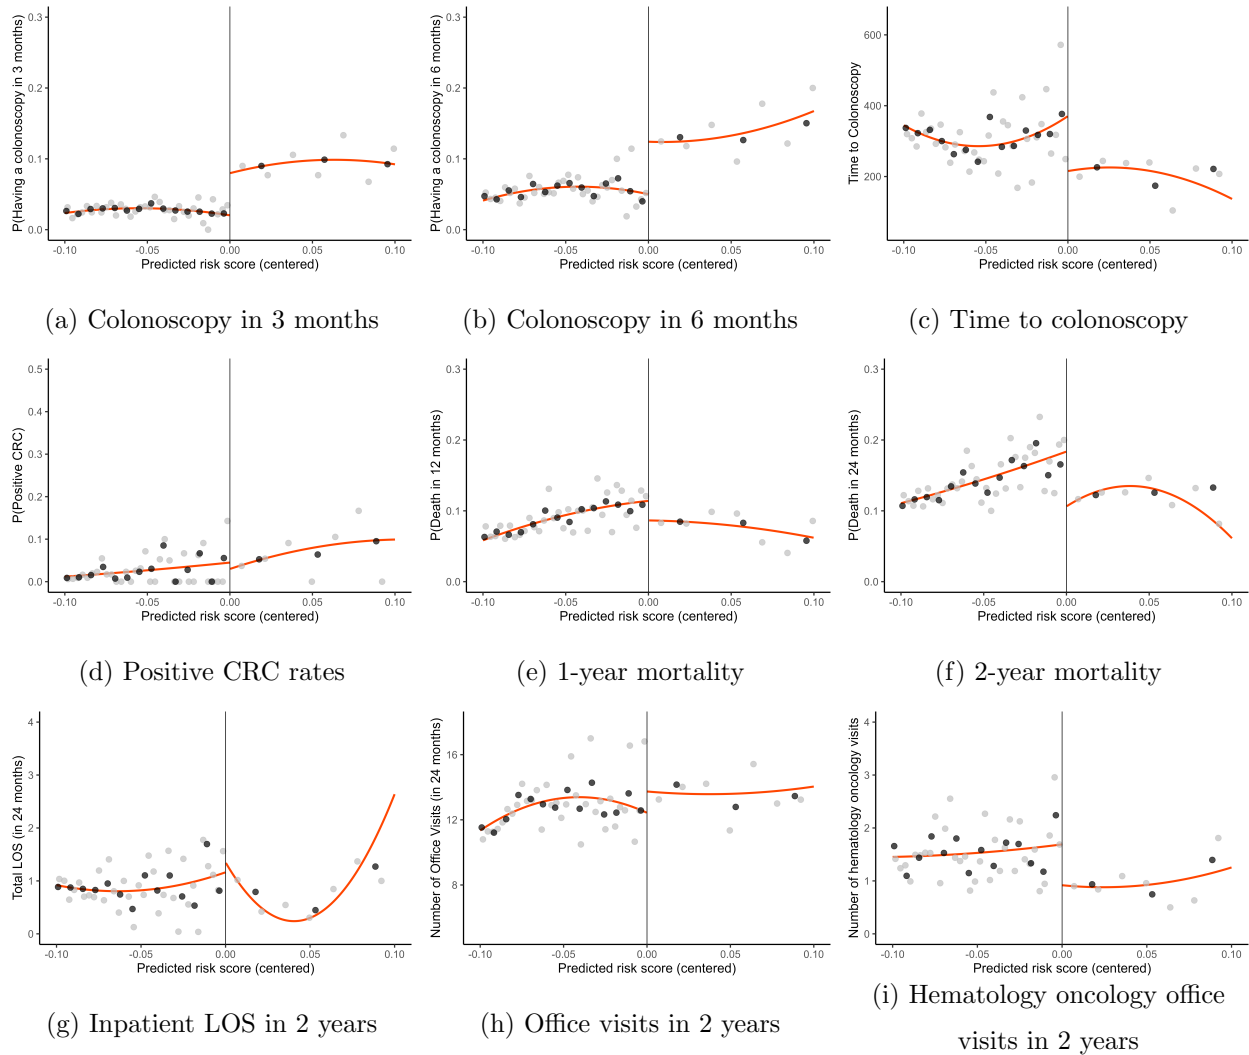 P(Having a colonoscopy in 3 months)
0.3
0.2
0.1
0.0
-0.10 -0.05 0.00 0.05 0.10
Predicted risk score (centered)
(a) Colonoscopy in 3 months
P(Having a colonoscopy in 6 months)
0.3
0.2
0.1
0.0
-0.10 -0.05 0.00 0.05 0.10
Predicted risk score (centered)
(b) Colonoscopy in 6 months
Time to Colonoscopy
600
400
200
-0.10 -0.05 0.00 0.05 0.10
Predicted risk score (centered)
(c) Time to colonoscopy
P(Positive CRC)
0.5
0.4
0.3
0.2
0.1
0.0
-0.10 -0.05 0.00 0.05 0.10
Predicted risk score (centered)
(d) Positive CRC rates
P(Death in 12 months)
0.3
0.2
0.1
0.0
-0.10 -0.05 0.00 0.05 0.10
Predicted risk score (centered)
(e) 1-year mortality
P(Death in 24 months)
0.3
0.2
0.1
0.0
-0.10 -0.05 0.00 0.05 0.10
Predicted risk score (centered)
(f) 2-year mortality
Total LOS (in 24 months)
4
3
2
1
0
-0.10 -0.05 0.00 0.05 0.10
Predicted risk score (centered)
(g) Inpatient LOS in 2 years
Number of Office Visits (in 24 months)
16
12
8
-0.10 -0.05 0.00 0.05 0.10
Predicted risk score (centered)
(h) Office visits in 2 years
Number of hematology oncology visits
4
3
2
1
0
-0.10 -0.05 0.00 0.05 0.10
Predicted risk score (centered)
(i) Hematology oncology office
visits in 2 years